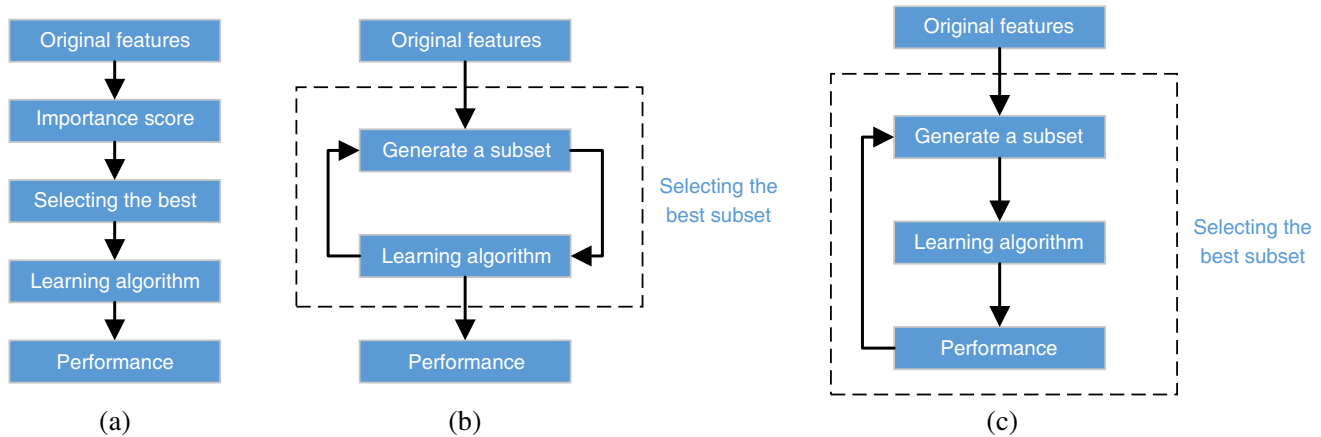 Original features
Importance score
Selecting the best
Learning algorithm
Performance
(a)
Original features
Generate a subset
Learning algorithm
Performance
Selecting the
best subset
(b)
Original features
Generate a subset
Learning algorithm
Performance
Selecting the
best subset
(c)